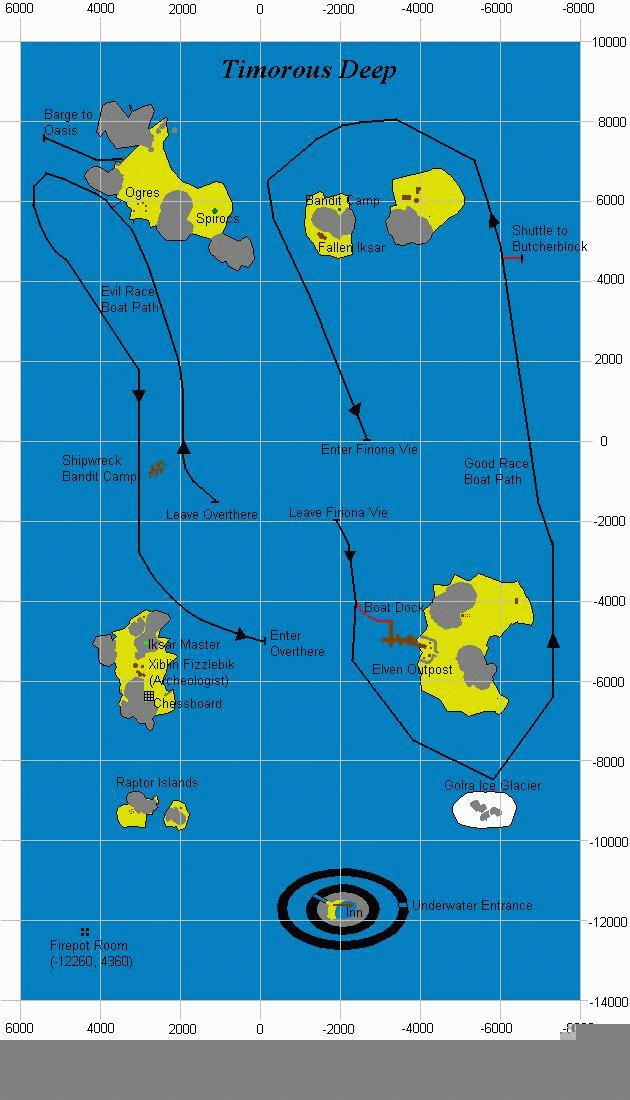 6000 4000 2000 0 -2000 -4000 -6000 -8000
10000
Timorous Deep
8000
Barge to
Oasis
Ogres
Spirocs
6000
Bandit Camp
Fallen Iksar
Shuttle to
Butcherblock
4000
Evil Race
Boat Path
2000
0
Enter Firiona Vie
Shipwreck
Bandit Camp
Good Race
Boat Path
Leave Overthere
Leave Firiona Vie
-2000
-4000
Boat Dock
Enter
Overthere
Iksar Master
Xiblin Fizzlebik
(Archeologist)
Elven Outpost
-6000
Chessboard
-8000
Raptor Islands
Golra Ice Glacier
-10000
Underwater Entrance
Inn
-12000
Firepot Room
(-12260, 4360)
-14000
6000 4000 2000 0 -2000 -4000 -6000